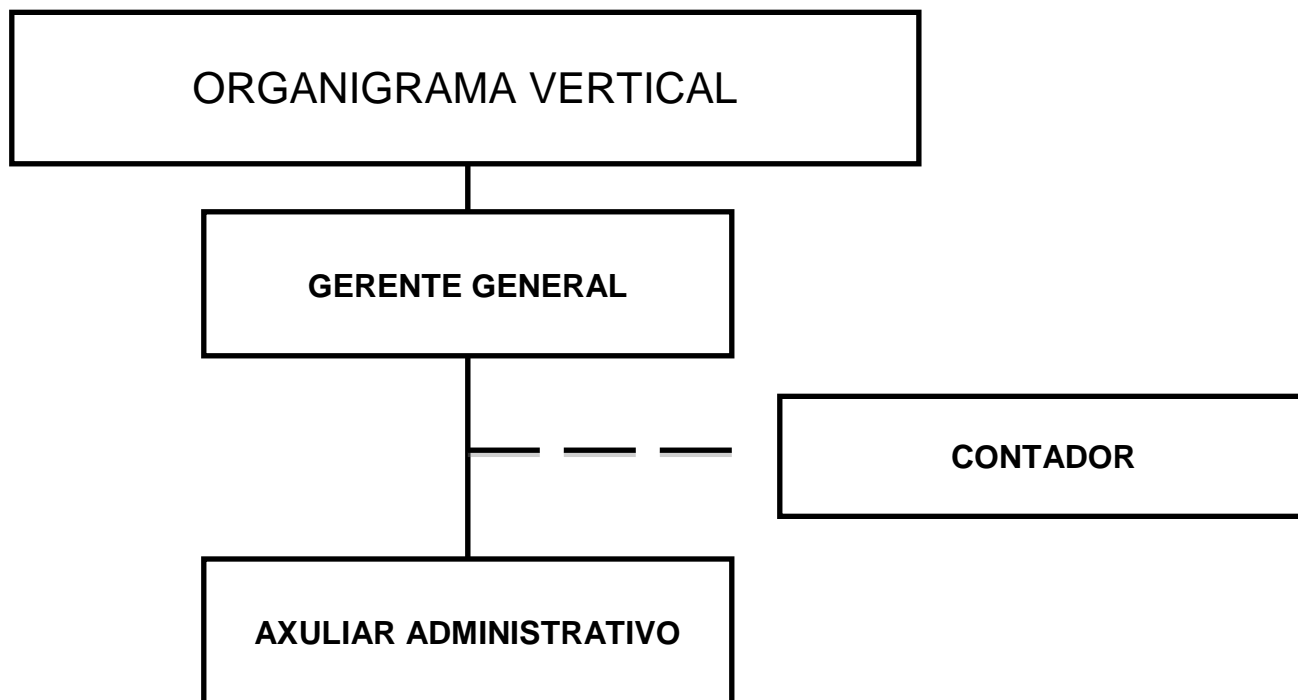 ORGANIGRAMA VERTICAL
GERENTE GENERAL
CONTADOR
AXULIAR ADMINISTRATIVO